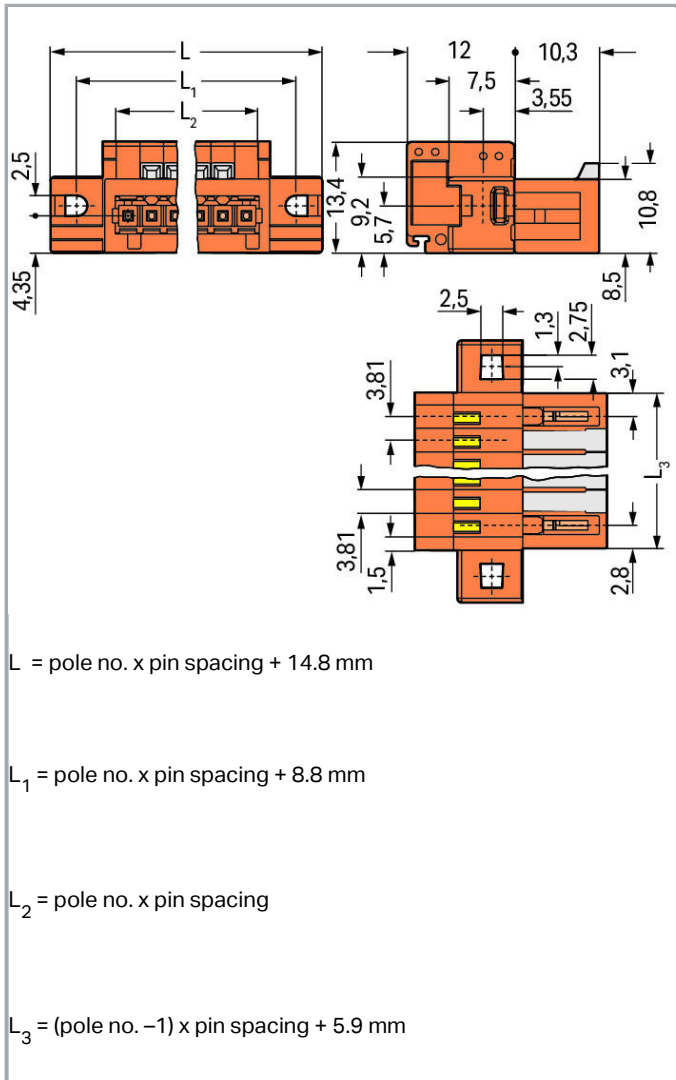 L
L1
L2
12
10,3
7,5
3,55
2,5
4,35
13,4
9,2
5,7
10,8
8,5
2,5
1,3
2,75
3,1
3,81
L3
3,81
1,5
2,8
L = pole no. x pin spacing + 14.8 mm
L1 = pole no. x pin spacing + 8.8 mm
L2 = pole no. x pin spacing
L3 = (pole no. –1) x pin spacing + 5.9 mm